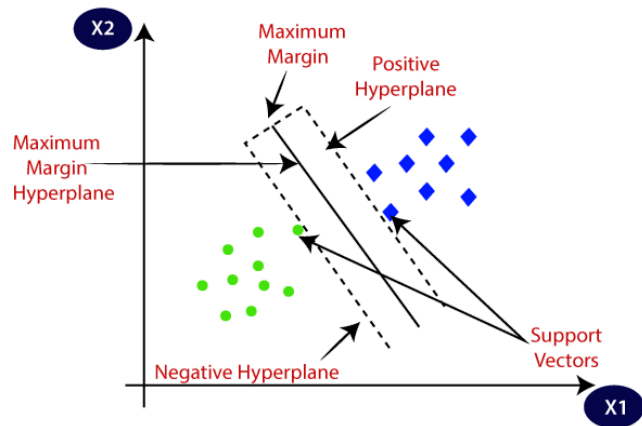 X2
Maximum
Margin
Positive
Hyperplane
Maximum
Margin
Hyperplane
Support
Vectors
Negative Hyperplane
X1